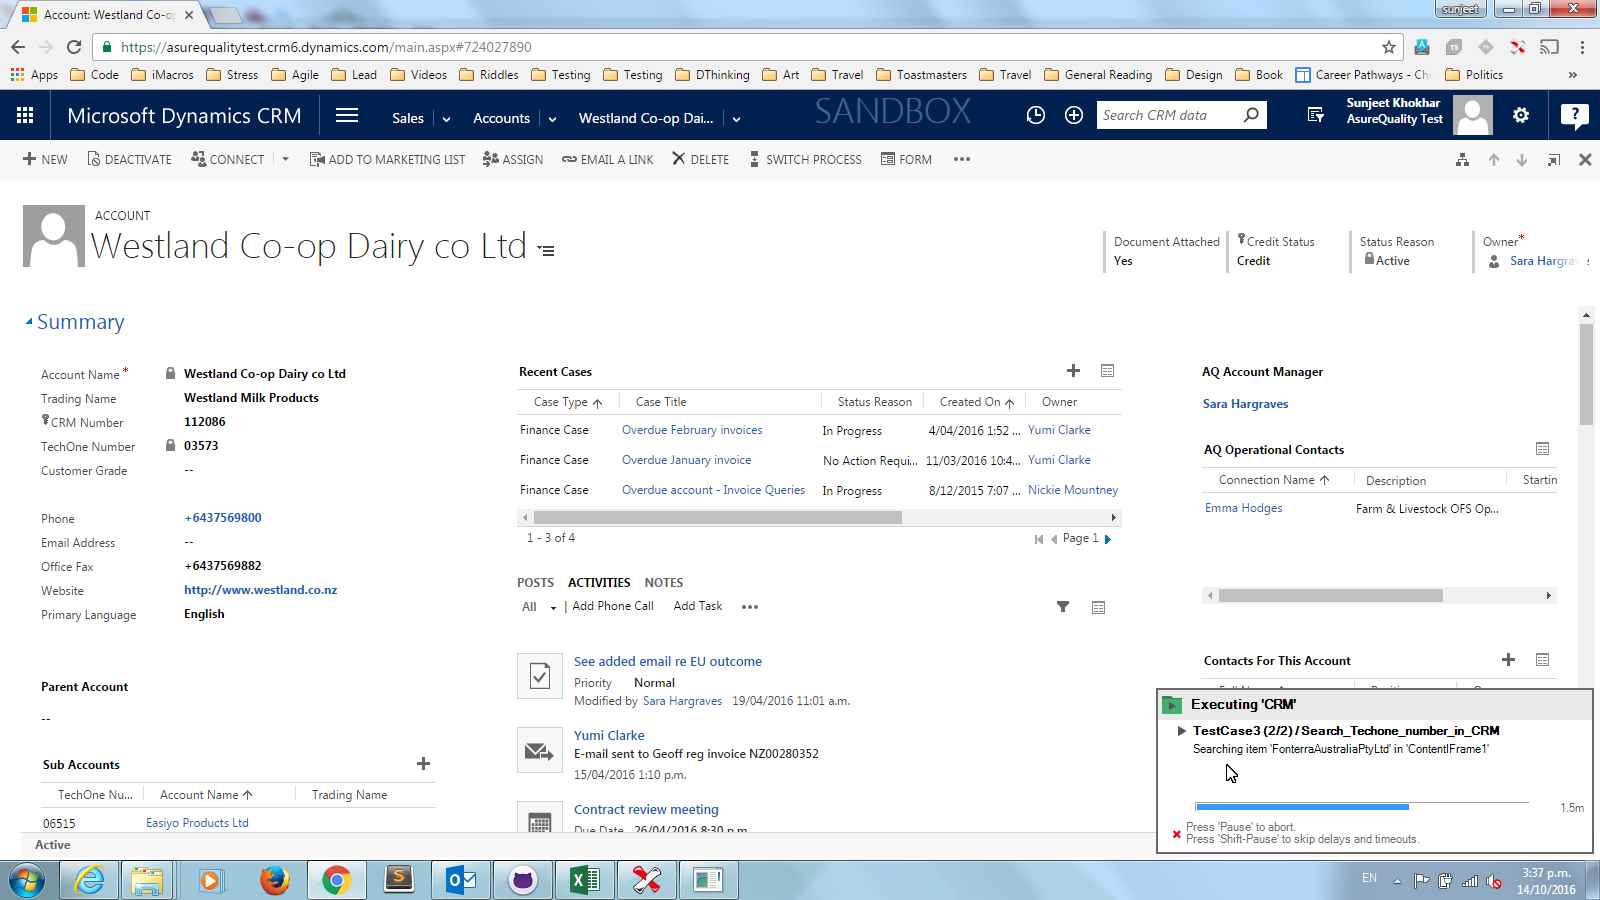 Account: Westland Co-o
sunjeet
https://asurequalitytest.crm6.dynamics.com/main.aspx#724027890
Apps Code iMacros Stress Agile Lead Videos Riddles Testing Testing DThinking Art Travel Toastmasters Travel General Reading Design Book Career Pathways - Politics »
Microsoft Dynamics CRM Sales Accounts Westland Co-op Dai... SANDBOX Search CRM data
Sunjeet Khokhar
AsureQuality Test
?
NEW DEACTIVATE CONNECT ADD TO MARKETING LIST ASSIGN EMAIL A LINK DELETE SWITCH PROCESS FORM •••
ACCOUNT
Westland Co-op Dairy co Ltd
Document Attached Credit Status Status Reason Owner*
Yes Credit Active Sara Hargra
Summary
Account Name* Westland Co-op Dairy co Ltd
Trading Name Westland Milk Products
CRM Number 112086
TechOne Number 03573
Customer Grade --
Phone +6437569800
Email Address --
Office Fax +6437569882
Website http://www.westland.co.nz
Primary Language English
Parent Account
--
Sub Accounts
TechOne Nu... Account Name Trading Name
06515 Easiyo Products Ltd
Recent Cases
Case Type Case Title Status Reason Created On Owner
Finance Case Overdue February invoices In Progress 4/04/2016 1:52 ... Yumi Clarke
Finance Case Overdue January invoice No Action Requi... 11/03/2016 10:4... Yumi Clarke
Finance Case Overdue account - Invoice Queries In Progress 8/12/2015 7:07 ... Nickie Mountney
1 - 3 of 4 Page 1
POSTS ACTIVITIES NOTES
All | Add Phone Call Add Task •••
See added email re EU outcome
Priority Normal
Modified by Sara Hargraves 19/04/2016 11:01 a.m.
Yumi Clarke
E-mail sent to Geoff reg invoice NZ00280352
15/04/2016 1:10 p.m.
Contract review meeting
Due Date 26/04/2016 8:30 p.m.
AQ Account Manager
Sara Hargraves
AQ Operational Contacts
Connection Name Description Startin
Emma Hodges Farm & Livestock OFS Op...
Contacts For This Account
Executing 'CRM'
TestCase3 (2/2) / Search_Techone_number_in_CRM
Searching item 'FonterraAustraliaPtyLtd' in 'ContentIFrame1'
1.5m
Press 'Pause' to abort.
Press 'Shift-Pause' to skip delays and timeouts.
Active
EN
3:37 p.m.
14/10/2016